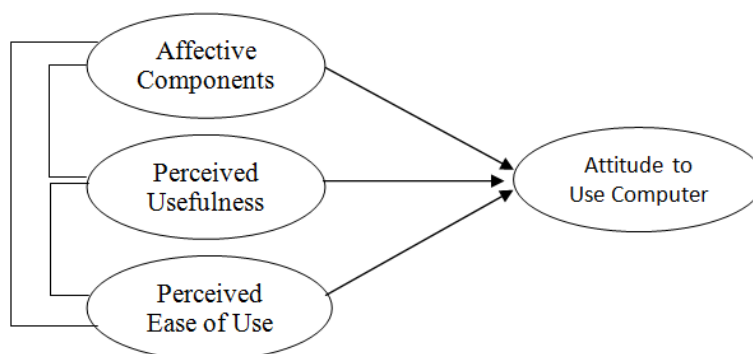 Affective
Components
Perceived
Usefulness
Attitude to
Use Computer
Perceived
Ease of Use